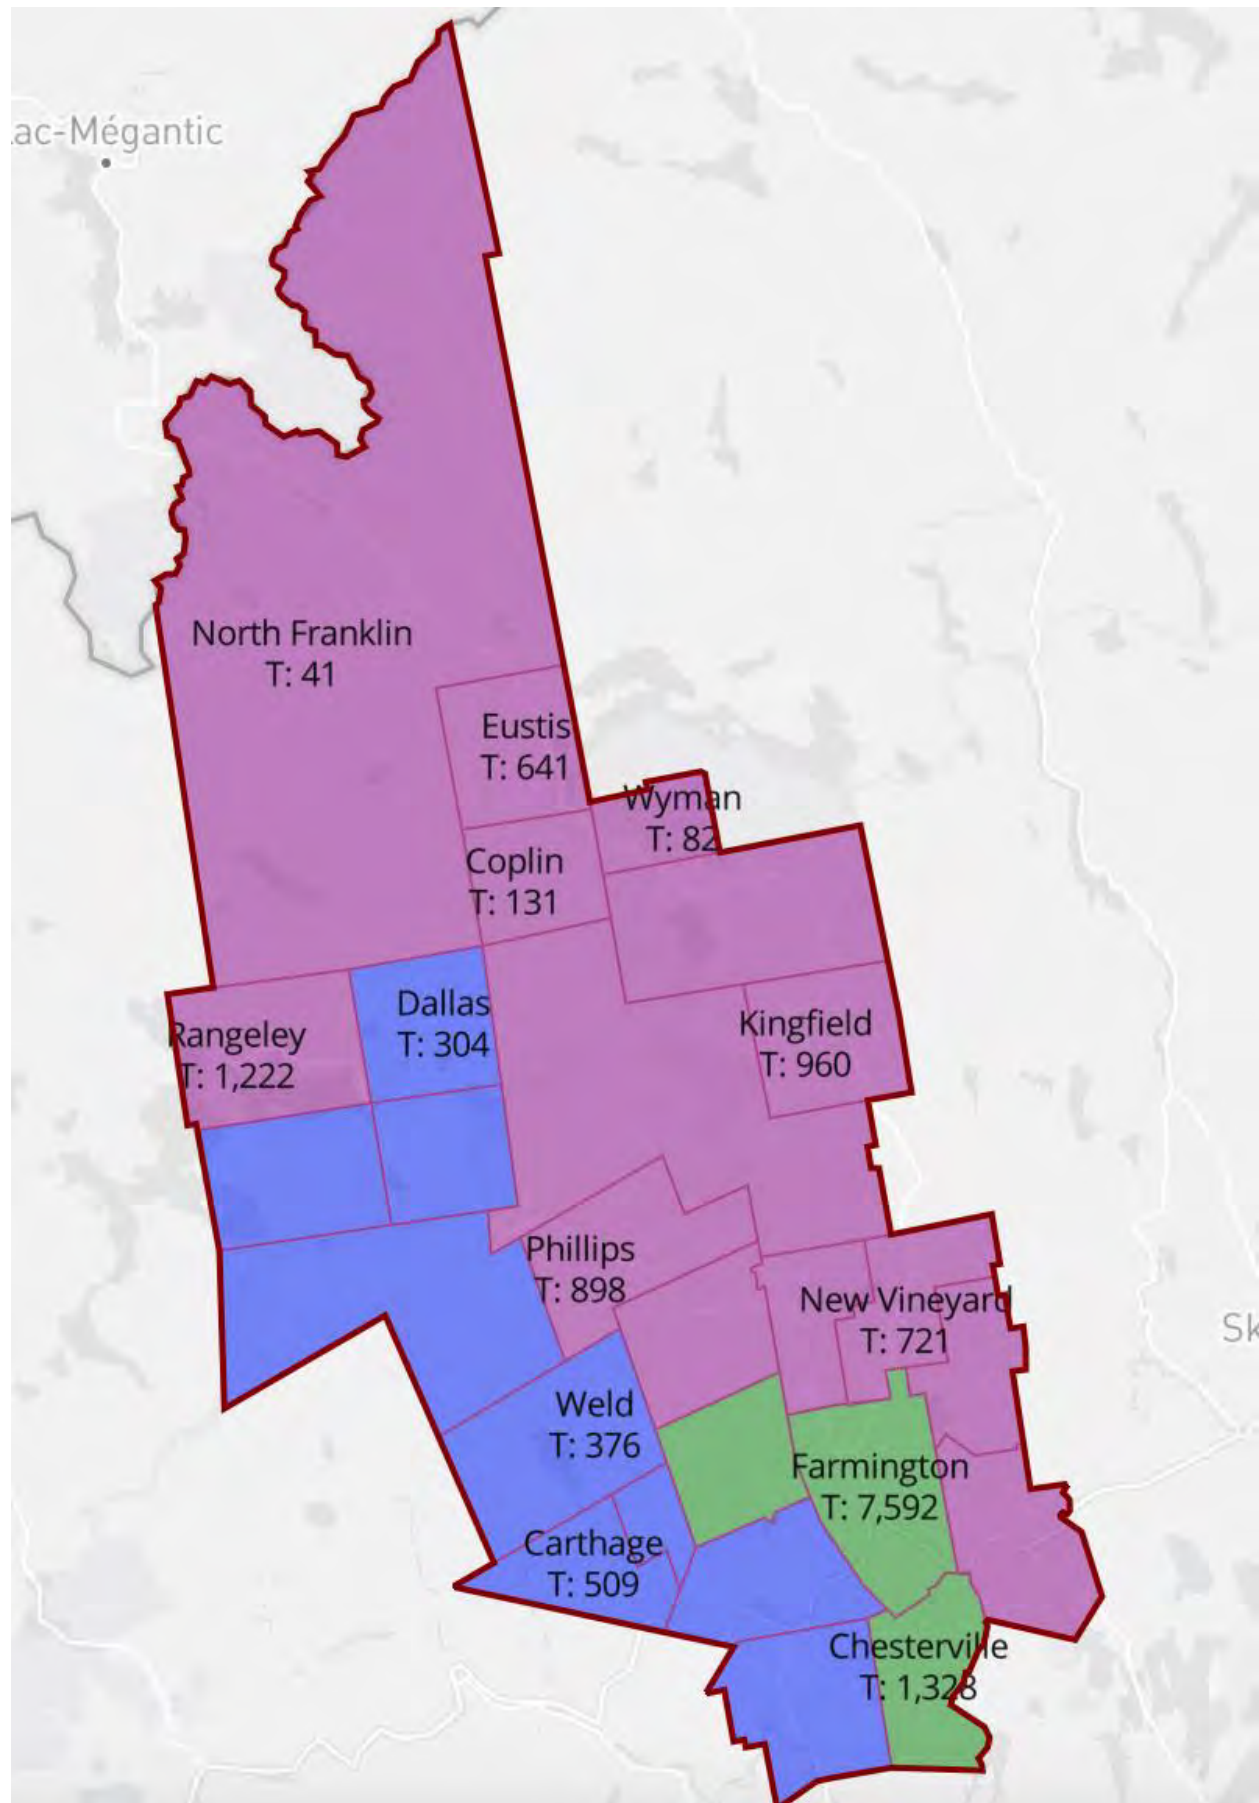 Lac-Mégantic
North Franklin
T: 41
Eustis
T: 641
Wyman
T: 82
Coplin
T: 131
Dallas
T: 304
Rangeley
T: 1,222
Kingfield
T: 960
Phillips
T: 898
New Vineyard
T: 721
Sk
Weld
T: 376
Farmington
T: 7,592
Carthage
T: 509
Chesterville
T: 1,328